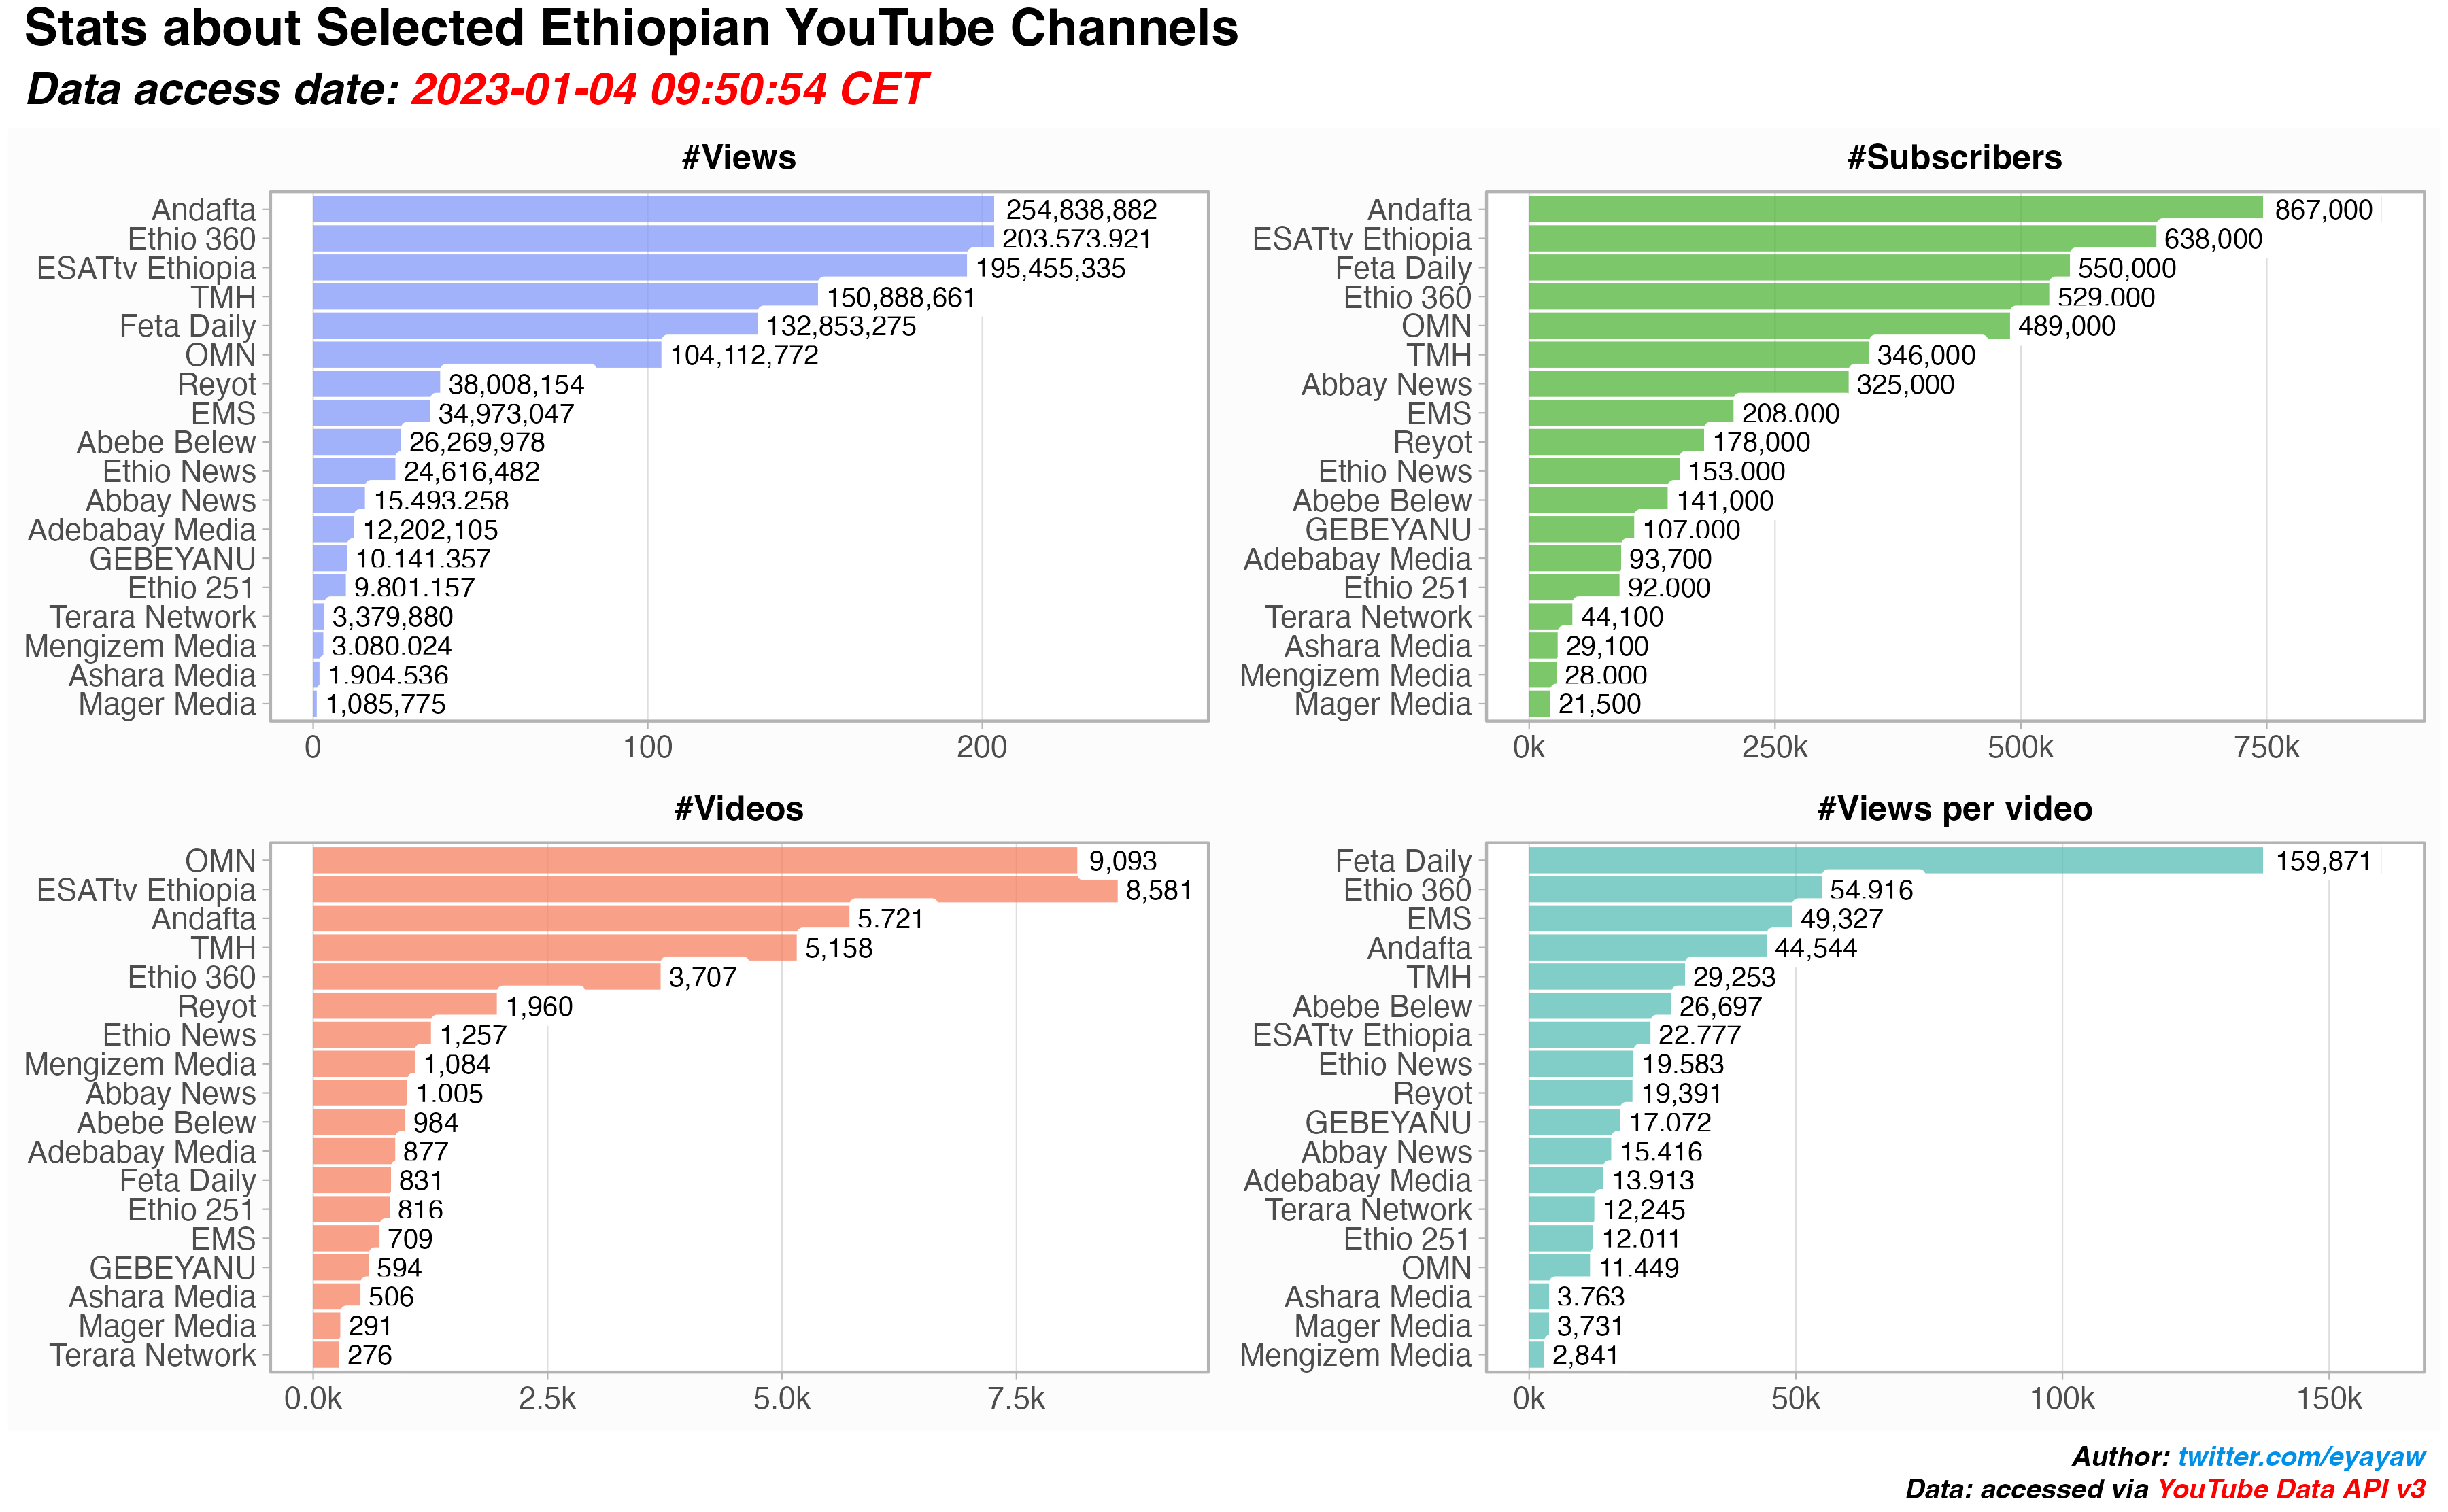 Stats about Selected Ethiopian YouTube Channels
Data access date: 2023-01-04 09:50:54 CET
#Views
Andafta 254,838,882
Ethio 360 203,573,921
ESATtv Ethiopia 195,455,335
TMH 150,888,661
Feta Daily 132,853,275
OMN 104,112,772
Reyot 38,008,154
EMS 34,973,047
Abebe Belew 26,269,978
Ethio News 24,616,482
Abbay News 15,493,258
Adebabay Media 12,202,105
GEBEYANU 10,141,357
Ethio 251 9,801,157
Terara Network 3,379,880
Mengizem Media 3,080,024
Ashara Media 1,904,536
Mager Media 1,085,775
0 100 200
#Subscribers
Andafta 867,000
ESATtv Ethiopia 638,000
Feta Daily 550,000
Ethio 360 529,000
OMN 489,000
TMH 346,000
Abbay News 325,000
EMS 208,000
Reyot 178,000
Ethio News 153,000
Abebe Belew 141,000
GEBEYANU 107,000
Adebabay Media 93,700
Ethio 251 92,000
Terara Network 44,100
Ashara Media 29,100
Mengizem Media 28,000
Mager Media 21,500
0k 250k 500k 750k
#Videos
OMN 9,093
ESATtv Ethiopia 8,581
Andafta 5,721
TMH 5,158
Ethio 360 3,707
Reyot 1,960
Ethio News 1,257
Mengizem Media 1,084
Abbay News 1,005
Abebe Belew 984
Adebabay Media 877
Feta Daily 831
Ethio 251 816
EMS 709
GEBEYANU 594
Ashara Media 506
Mager Media 291
Terara Network 276
0.0k 2.5k 5.0k 7.5k
#Views per video
Feta Daily 159,871
Ethio 360 54,916
EMS 49,327
Andafta 44,544
TMH 29,253
Abebe Belew 26,697
ESATtv Ethiopia 22,777
Ethio News 19,583
Reyot 19,391
GEBEYANU 17,072
Abbay News 15,416
Adebabay Media 13,913
Terara Network 12,245
Ethio 251 12,011
OMN 11,449
Ashara Media 3,763
Mager Media 3,731
Mengizem Media 2,841
0k 50k 100k 150k
Author: twitter.com/eyayaw
Data: accessed via YouTube Data API v3